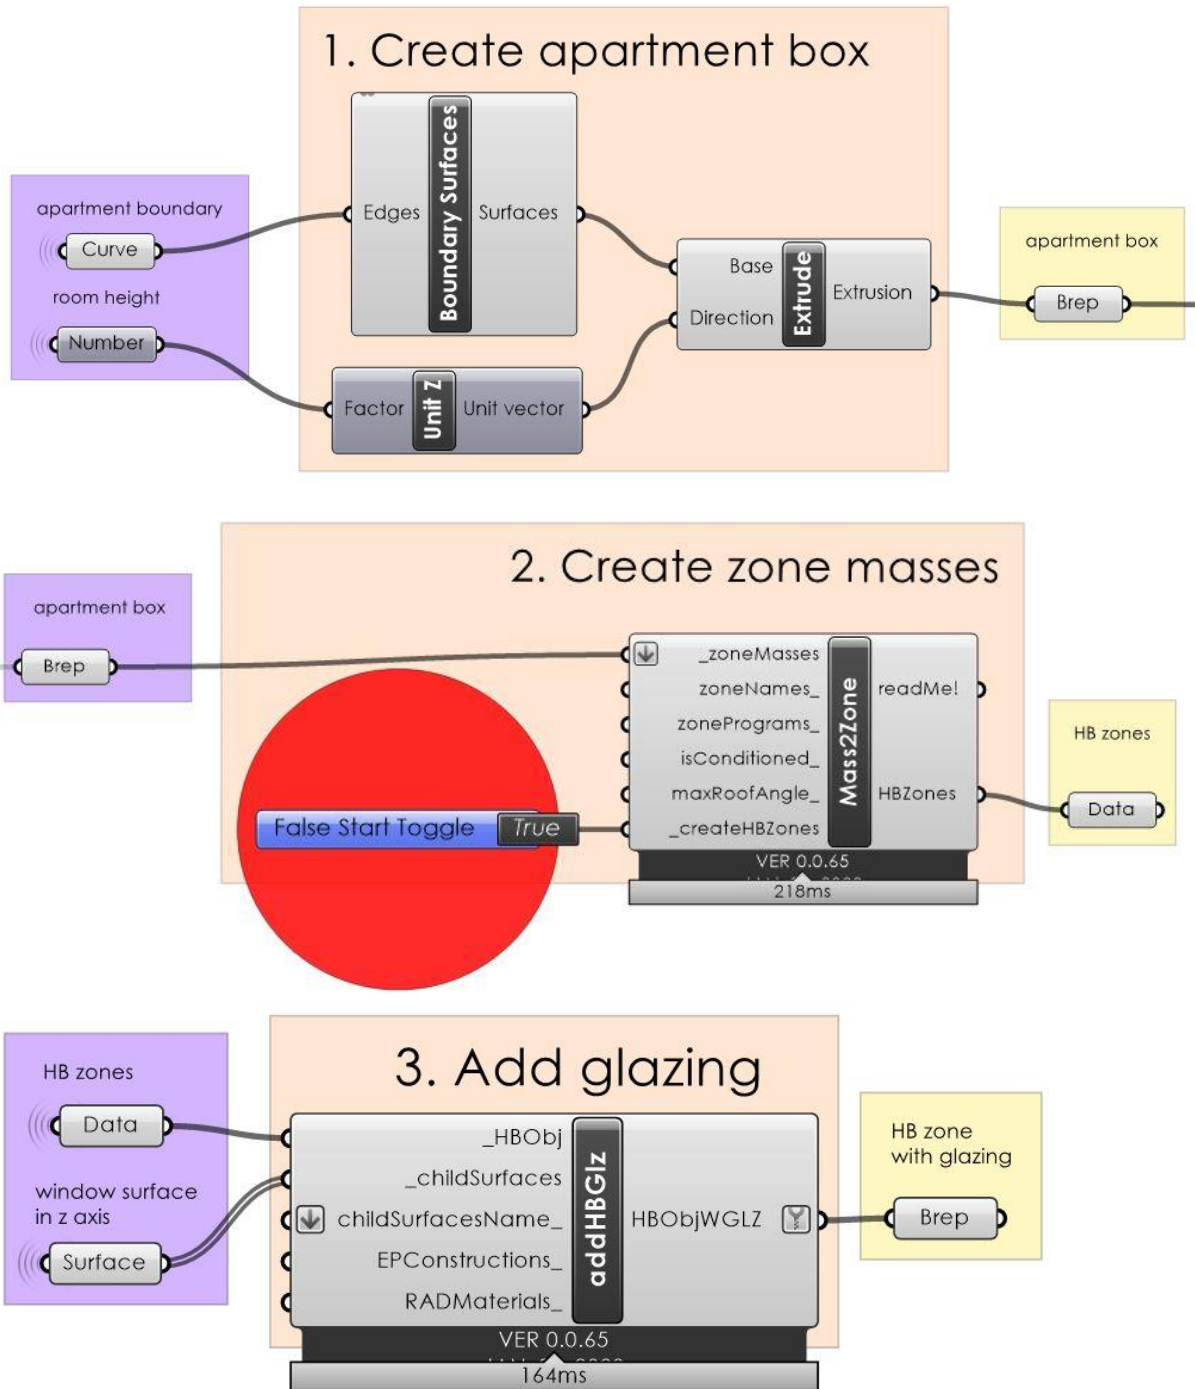 1. Create apartment box
apartment boundary
Curve
room height
Number
Edges
Boundary Surfaces
Surfaces
Factor
Unit Z
Unit vector
Base
Direction
Extrude
Extrusion
apartment box
Brep
2. Create zone masses
apartment box
Brep
False Start Toggle
True
_zoneMasses
zoneNames_
zonePrograms_
isConditioned_
maxRoofAngle_
_createHBZones
Mass2Zone
readMe!
HBZones
VER 0.0.65
218ms
HB zones
Data
3. Add glazing
HB zones
Data
window surface
in z axis
Surface
_HBObj
_childSurfaces
childSurfacesName_
EPConstructions_
RADMaterials_
addHBGlz
HBObjWGLZ
VER 0.0.65
164ms
HB zone
with glazing
Brep